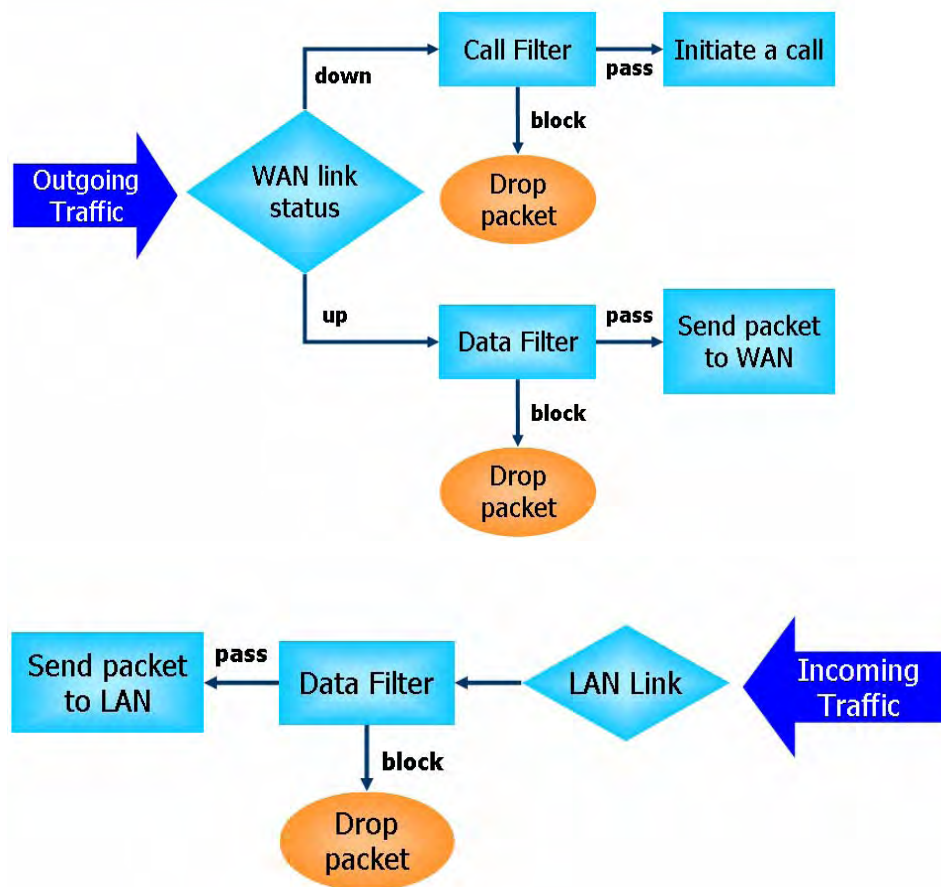 Call Filter
pass
Initiate a call
down
block
Outgoing
Traffic
WAN link
status
Drop
packet
up
Data Filter
pass
Send packet
to WAN
block
Drop
packet
Send packet
to LAN
pass
Data Filter
LAN Link
Incoming
Traffic
block
Drop
packet